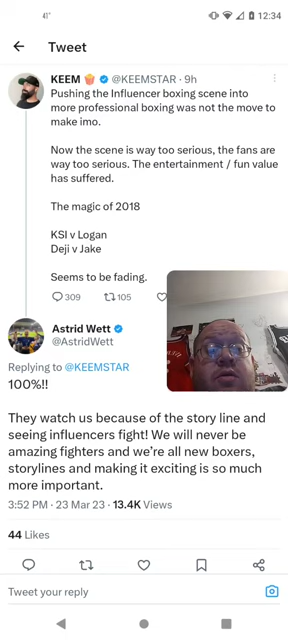 41°
12:34
Tweet
KEEM 🍿 @KEEMSTAR · 9h
Pushing the Influencer boxing scene into
more professional boxing was not the move to
make imo.
Now the scene is way too serious, the fans are
way too serious. The entertainment / fun value
has suffered.
The magic of 2018
KSI v Logan
Deji v Jake
Seems to be fading.
309 105
Astrid Wett
@AstridWett
Replying to @KEEMSTAR
100%!!
They watch us because of the story line and
seeing influencers fight! We will never be
amazing fighters and we're all new boxers,
storylines and making it exciting is so much
more important.
3:52 PM · 23 Mar 23 · 13.4K Views
44 Likes
Tweet your reply